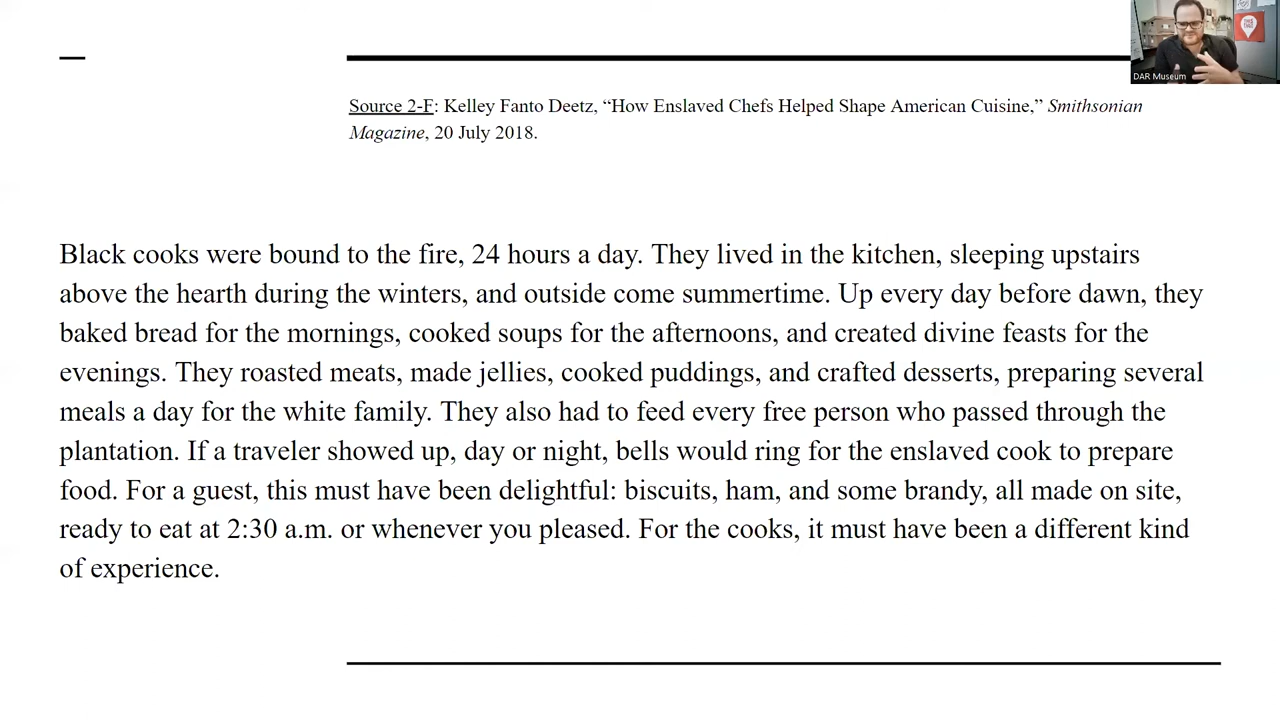 Source 2-F: Kelley Fanto Deetz, “How Enslaved Chefs Helped Shape American Cuisine,” Smithsonian
Magazine, 20 July 2018.
Black cooks were bound to the fire, 24 hours a day. They lived in the kitchen, sleeping upstairs
above the hearth during the winters, and outside come summertime. Up every day before dawn, they
baked bread for the mornings, cooked soups for the afternoons, and created divine feasts for the
evenings. They roasted meats, made jellies, cooked puddings, and crafted desserts, preparing several
meals a day for the white family. They also had to feed every free person who passed through the
plantation. If a traveler showed up, day or night, bells would ring for the enslaved cook to prepare
food. For a guest, this must have been delightful: biscuits, ham, and some brandy, all made on site,
ready to eat at 2:30 a.m. or whenever you pleased. For the cooks, it must have been a different kind
of experience.
DAR Museum